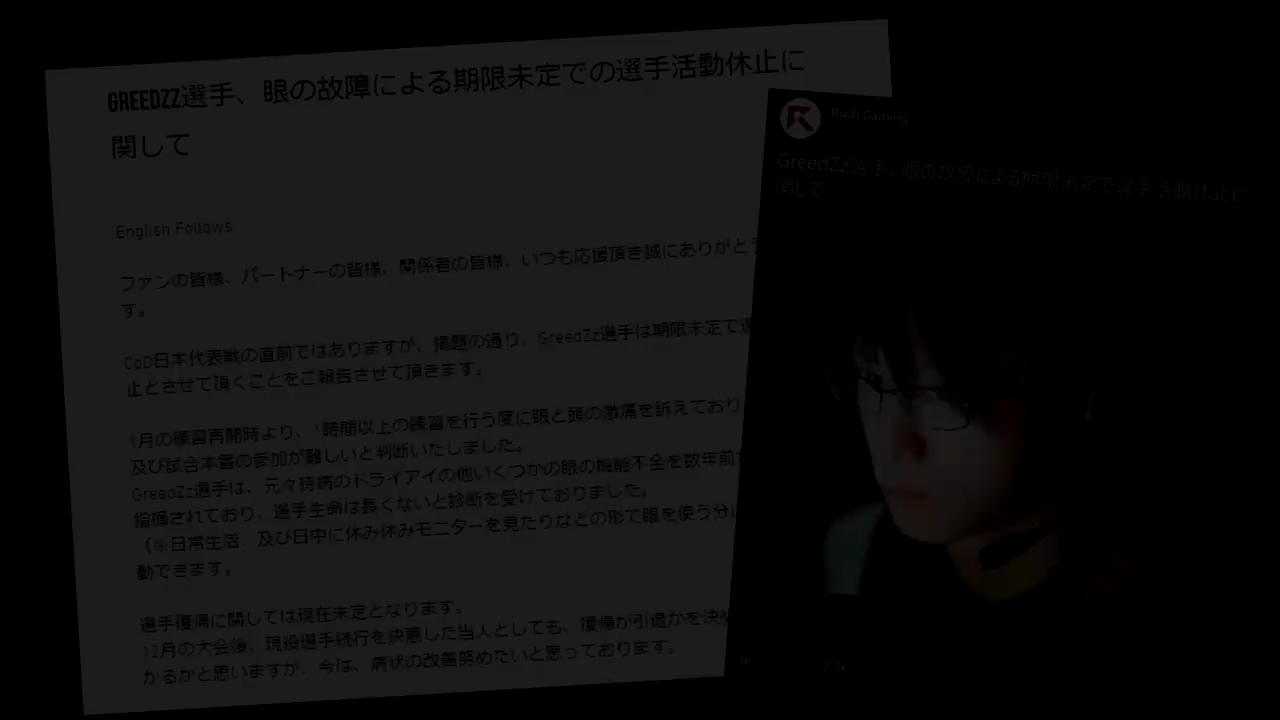 GREEDZZ選手、眼の故障による期限未定での選手活動休止に
関して
English Follows
ファンの皆様、パートナーの皆様、関係者の皆様、いつも応援頂き誠にありがとう
す。
CoD日本代表戦の直前ではありますが、掲題の通り、GreedZz選手は期限未定で選
止とさせて頂くことをご報告させて頂きます。
1月の練習再開時より、1時間以上の練習を行う度に眼と頭の激痛を訴えており
及び試合本番の参加が難しいと判断いたしました。
GreedZz選手は、元々持病のドライアイの他いくつかの眼の機能不全を数年前か
指摘されており、選手生命は長くないと診断を受けておりました。
（※日常生活、及び日中に休み休みモニターを見たりなどの形で眼を使う分に
動できます。
選手復帰に関しては現在未定となります。
12月の大会後、現役選手続行を決意した当人としても、復帰か引退かを決め
かるかと思いますが、今は、病状の改善努めたいと思っております。
Rush Gaming
GreedZz選手、眼の故障による期限未定で選手活動休止に
関して